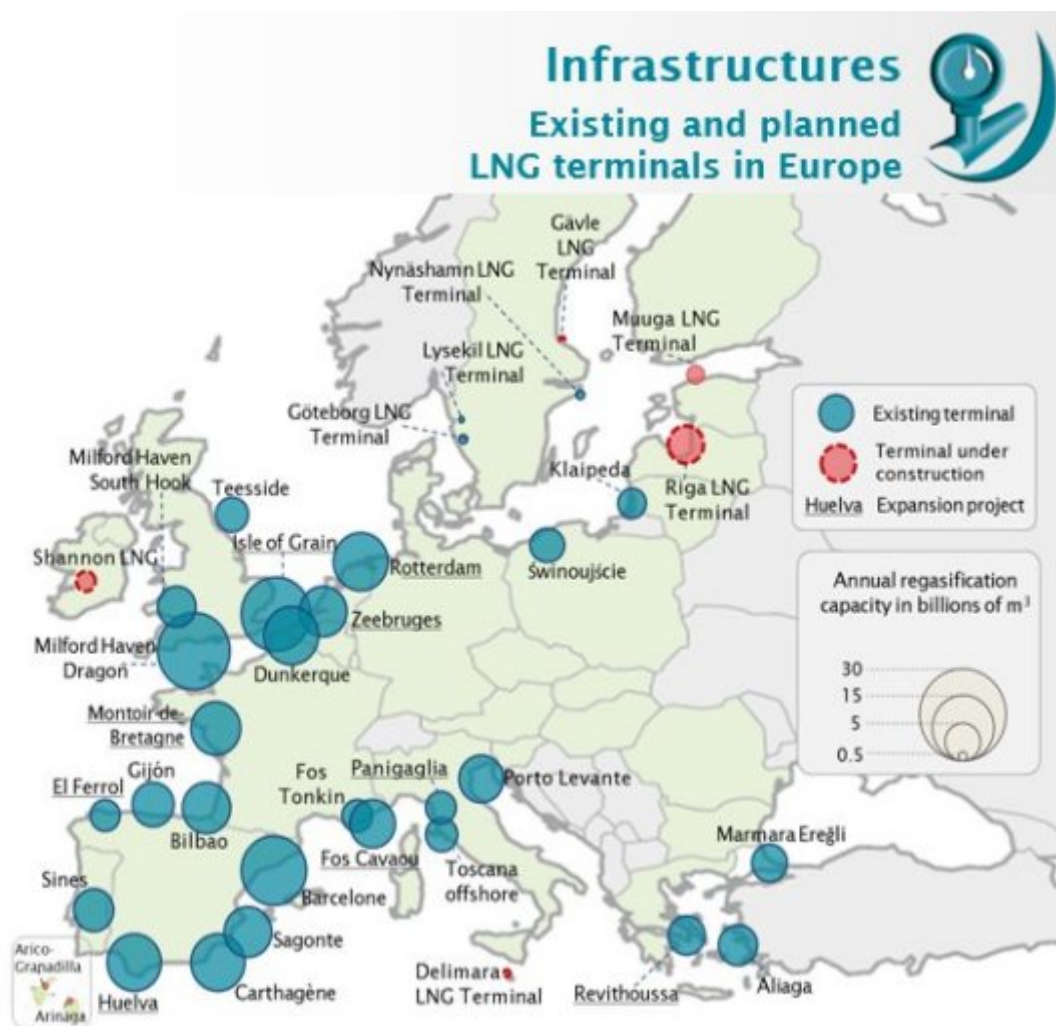 Infrastructures
Existing and planned
LNG terminals in Europe
Gävle
LNG
Terminal
Nynäshamn LNG
Terminal
Muuga LNG
Terminal
Lysekil LNG
Terminal
Göteborg LNG
Terminal
Milford Haven
South Hook
Teesside
Klaipeda
Riga LNG
Terminal
Existing terminal
Terminal under
construction
Huelva Expansion project
Isle of Grain
Shannon LNG
Rotterdam
Świnoujście
Zeebruges
Milford Haven
Dragon
Dunkerque
Annual regasification
capacity in billions of m³
30
15
5
0.5
Montoir-de-
Bretagne
Gijón
El Ferrol
Bilbao
Fos
Tonkin
Panigaglia
Porto Levante
Fos Cavaou
Toscana
offshore
Marmara Ereğli
Sines
Barcelone
Sagonte
Arico-
Grapadilla
Arinaga
Huelva
Carthagène
Delimara
LNG Terminal
Revithoussa
Aliaga